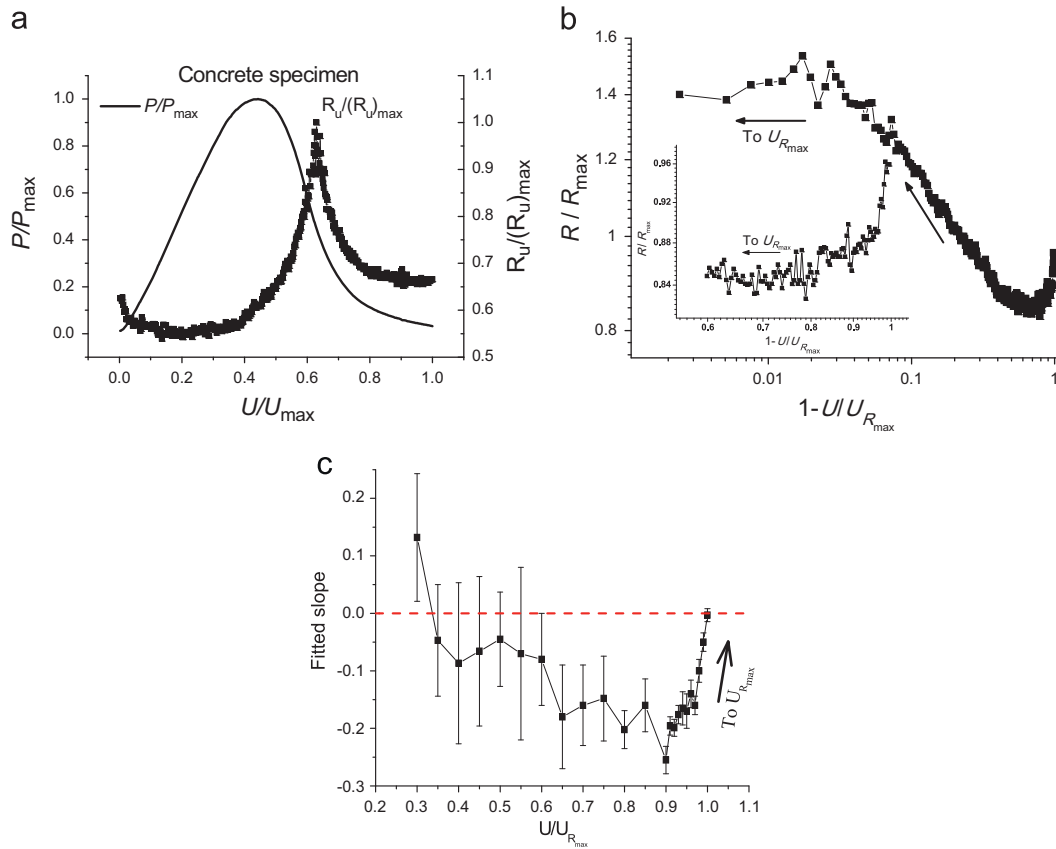 a
Concrete specimen
P/Pmax
Ru/(Ru)max
1.0
0.8
0.6
0.4
0.2
0.0
P/Pmax
1.1
1.0
0.9
0.8
0.7
0.6
0.5
Ru/(Ru)max
0.0 0.2 0.4 0.6 0.8 1.0
U/Umax
b
1.6
1.4
1.2
1
0.8
R / Rmax
To URmax
0,96
0,88
0.84
R / Rmax
To URmax
0.6 0.7 0.8 0.9 1
1-U/URmax
0.01 0.1 1
1-U/URmax
c
0.2
0.1
0.0
-0.1
-0.2
-0.3
Fitted slope
To URmax
0.2 0.3 0.4 0.5 0.6 0.7 0.8 0.9 1.0 1.1
U/URmax